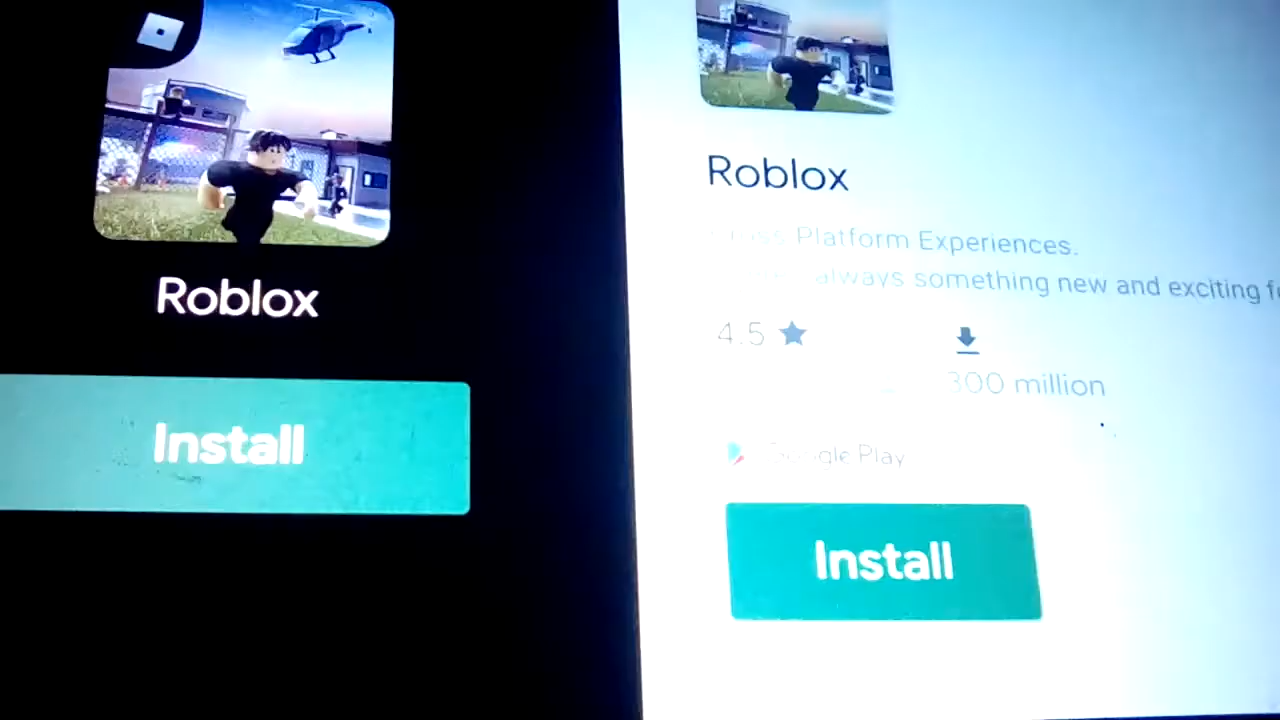 Roblox
Install
Roblox
Platform Experiences.
always something new and exciting
4.5
300 million
Google Play
Install